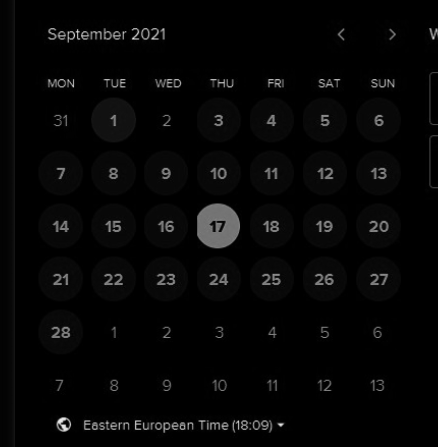 September 2021
W
MON TUE WED THU FRI SAT SUN
31 1 2 3 4 5 6
7 8 9 10 11 12 13
14 15 16 17 18 19 20
21 22 23 24 25 26 27
28 1 2 3 4 5 6
7 8 9 10 11 12 13
Eastern European Time (18:09)